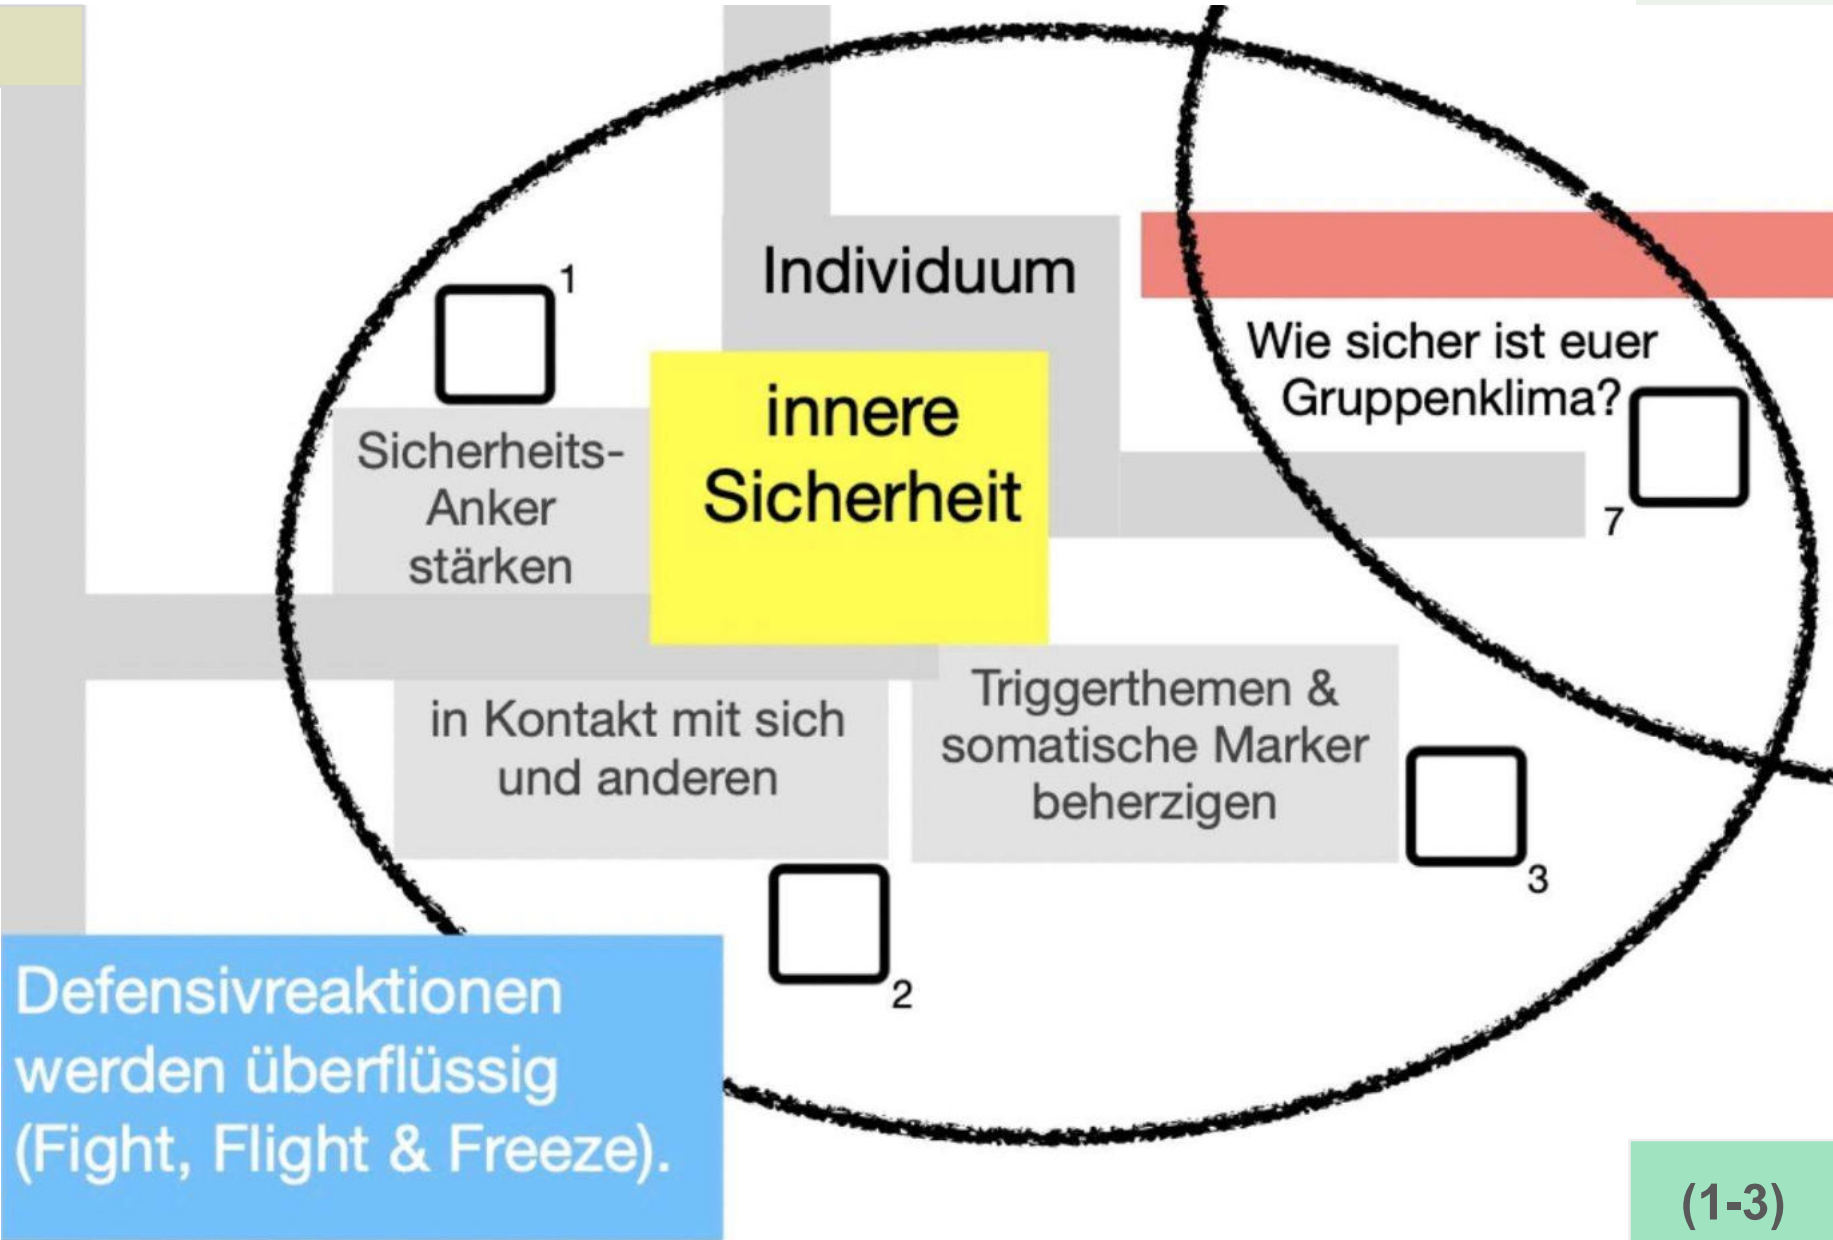 Individuum
1
innere
Sicherheit
Sicherheits-
Anker
stärken
Wie sicher ist euer
Gruppenklima?
7
in Kontakt mit sich
und anderen
2
Triggerthemen &
somatische Marker
beherzigen
3
Defensivreaktionen
werden überflüssig
(Fight, Flight & Freeze).
(1-3)